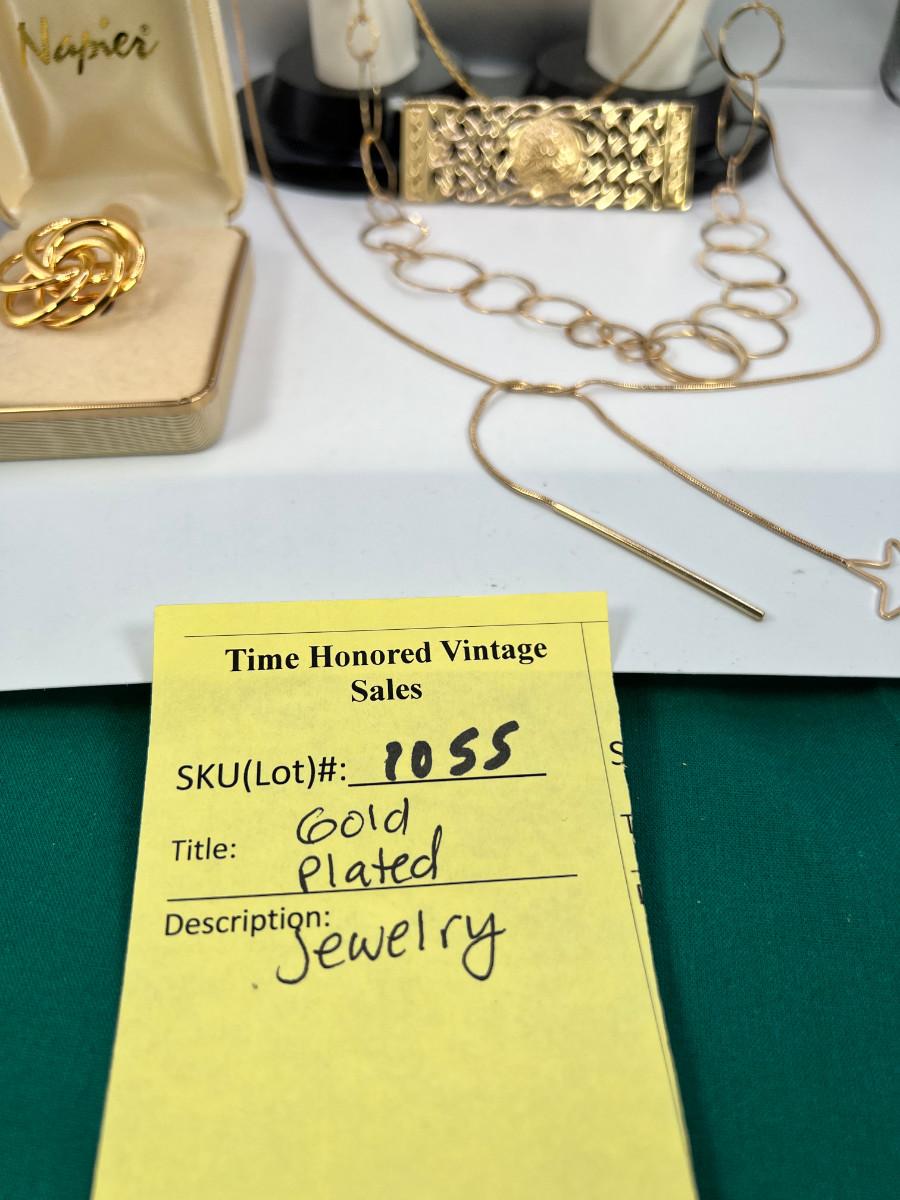 Napier
Time Honored Vintage
Sales
SKU(Lot)#: 1055
Title: Gold
Plated
Description:
Jewelry
S
T